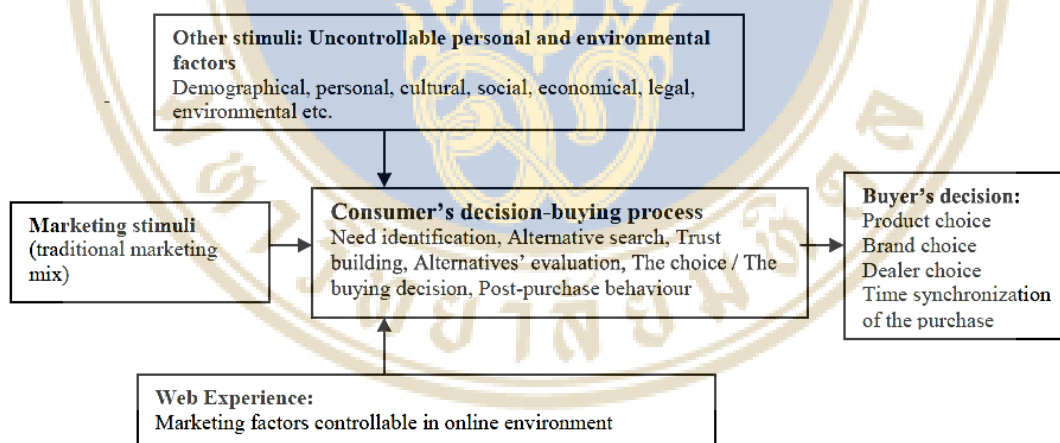 Other stimuli: Uncontrollable personal and environmental
factors
Demographical, personal, cultural, social, economical, legal,
environmental etc.
Marketing stimuli
(traditional marketing
mix)
Consumer's decision-buying process
Need identification, Alternative search, Trust
building, Alternatives' evaluation, The choice / The
buying decision, Post-purchase behaviour
Buyer's decision:
Product choice
Brand choice
Dealer choice
Time synchronization
of the purchase
Web Experience:
Marketing factors controllable in online environment